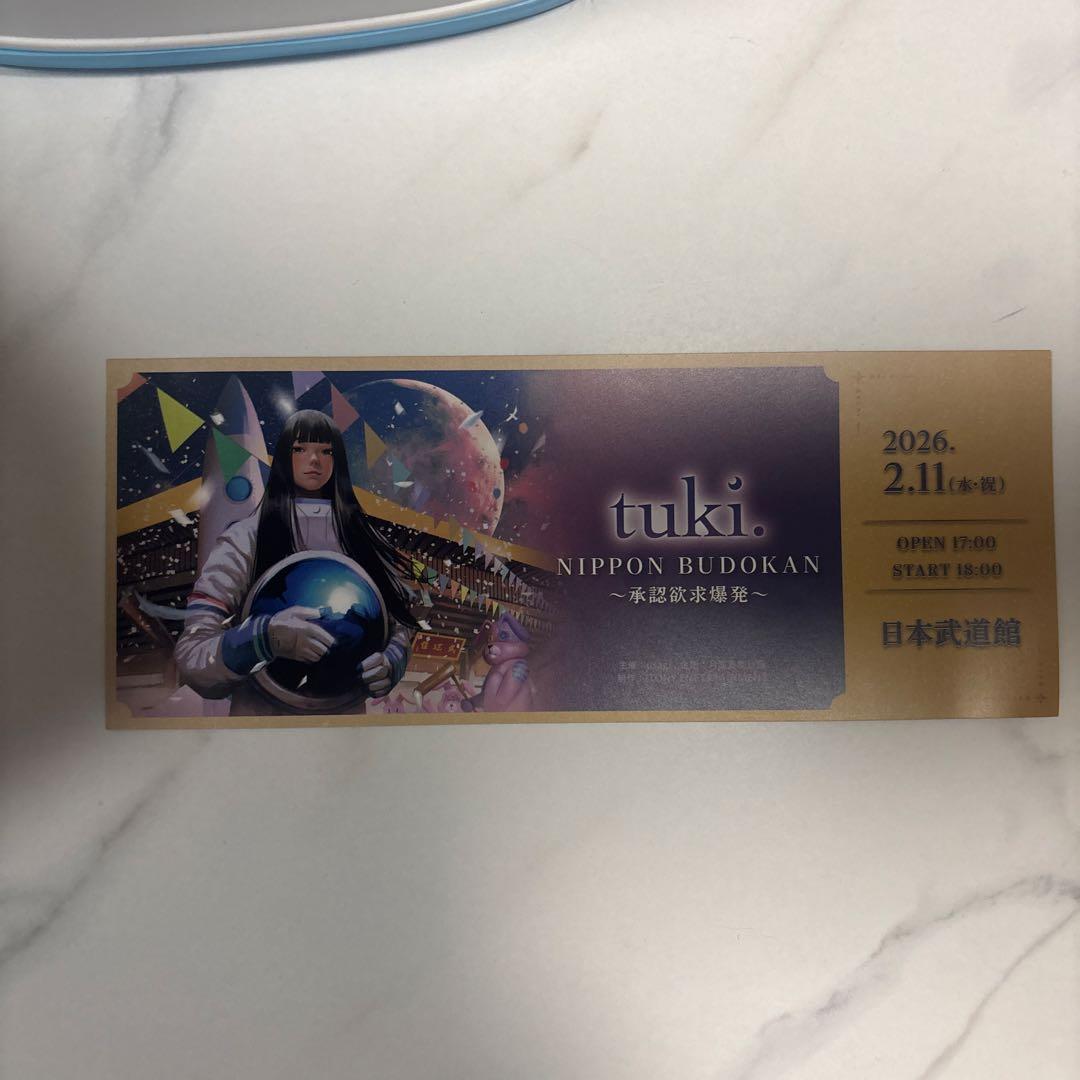 tuki.
NIPPON BUDOKAN
～承認欲求爆発～
2026.
2.11(水・祝)
OPEN 17:00
START 18:00
日本武道館